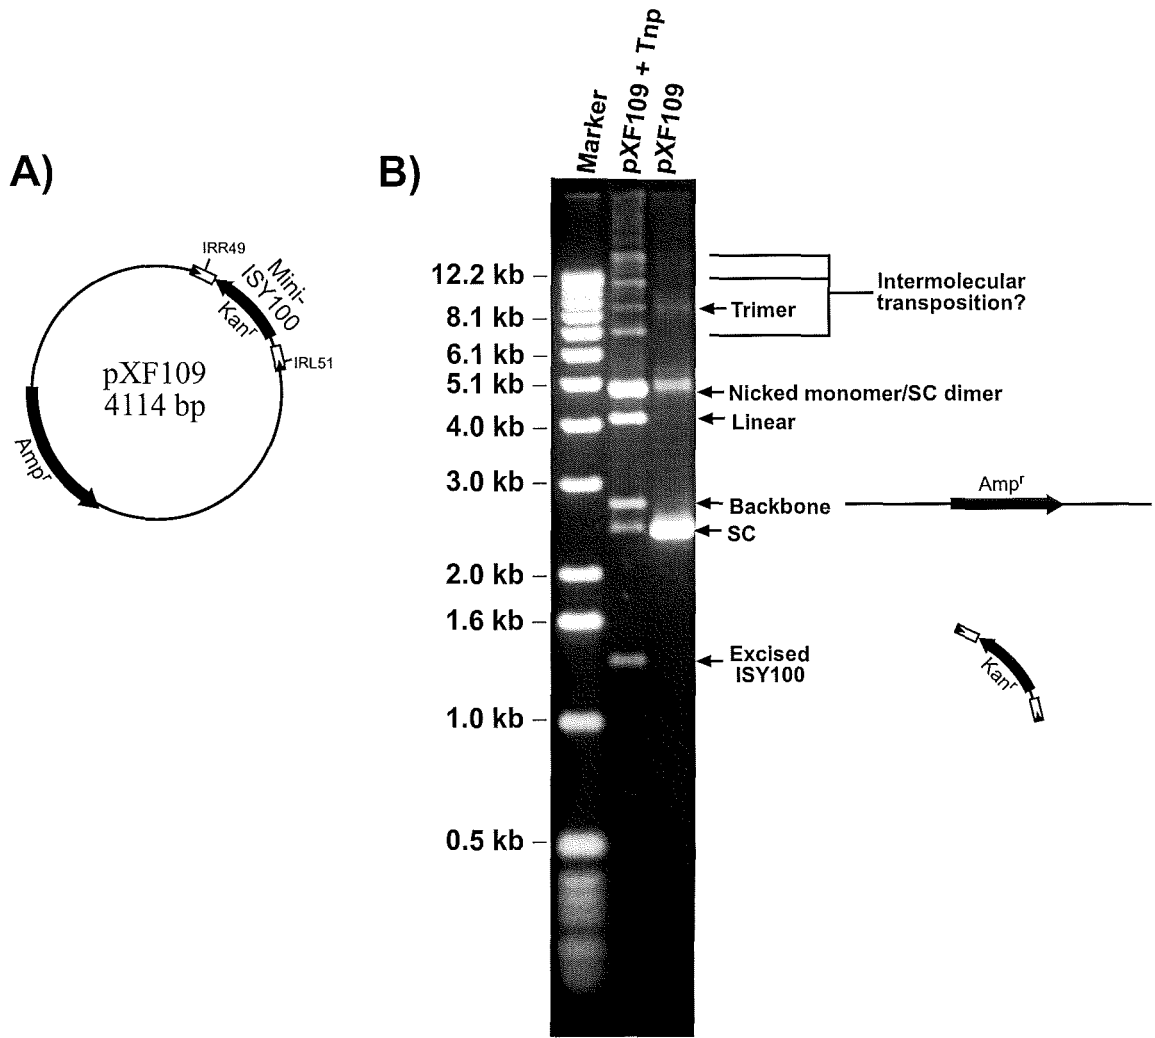 A)
IRR49
Mini-
ISY100
Kanʳ
IRL51
pXF109
4114 bp
Ampʳ
B)
Marker
pXF109 + Tnp
pXF109
12.2 kb
8.1 kb
6.1 kb
5.1 kb
4.0 kb
3.0 kb
2.0 kb
1.6 kb
1.0 kb
0.5 kb
Intermolecular
transposition?
Trimer
Nicked monomer/SC dimer
Linear
Backbone
SC
Excised
ISY100
Ampʳ
Kanʳ